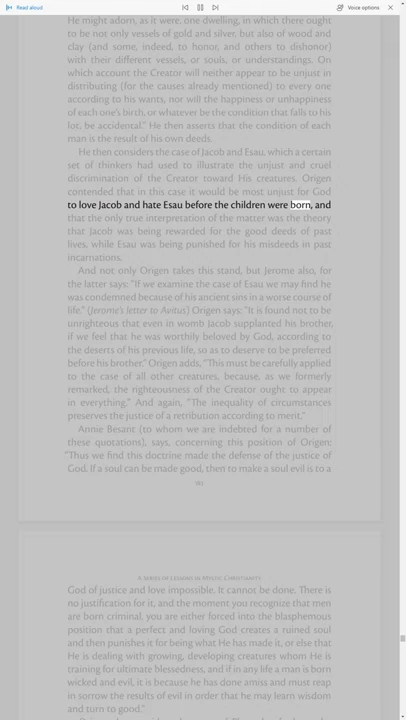 Read aloud
Voice options
He might adorn, as it were, one dwelling, in which there ought
to be not only vessels of gold and silver, but also of wood and
clay (and some, indeed, to honor, and others to dishonor)
with their different vessels, or souls, or understandings. On
which account the Creator will neither appear to be unjust in
distributing (for the causes already mentioned) to every one
according to his wants, nor will the happiness or unhappiness
of each one's birth, or whatever be the condition that falls to his
lot, be accidental." He then asserts that the condition of each
man is the result of his own deeds.
He then considers the case of Jacob and Esau, which a certain
set of thinkers had used to illustrate the unjust and cruel
discrimination of the Creator toward His creatures. Origen
contended that in this case it would be most unjust for God
to love Jacob and hate Esau before the children were born, and
that the only true interpretation of the matter was the theory
that Jacob was being rewarded for the good deeds of past
lives, while Esau was being punished for his misdeeds in past
incarnations.
And not only Origen takes this stand, but Jerome also, for
the latter says: "If we examine the case of Esau we may find he
was condemned because of his ancient sins in a worse course of
life." (Jerome's letter to Avitus) Origen says: "It is found not to be
unrighteous that even in womb Jacob supplanted his brother,
if we feel that he was worthily beloved by God, according to
the deserts of his previous life, so as to deserve to be preferred
before his brother." Origen adds, "This must be carefully applied
to the case of all other creatures, because, as we formerly
remarked, the righteousness of the Creator ought to appear
in everything." And again, "The inequality of circumstances
preserves the justice of a retribution according to merit."
Annie Besant (to whom we are indebted for a number of
these quotations), says, concerning this position of Origen:
"Thus we find this doctrine made the defense of the justice of
God. If a soul can be made good, then to make a soul evil is to a
A Series of Lessons in Mystic Christianity
God of justice and love impossible. It cannot be done. There is
no justification for it, and the moment you recognize that men
are born criminal, you are either forced into the blasphemous
position that a perfect and loving God creates a ruined soul
and then punishes it for being what He has made it, or else that
He is dealing with growing, developing creatures whom He is
training for ultimate blessedness, and if in any life a man is born
wicked and evil, it is because he has done amiss and must reap
in sorrow the results of evil in order that he may learn wisdom
and turn to good."